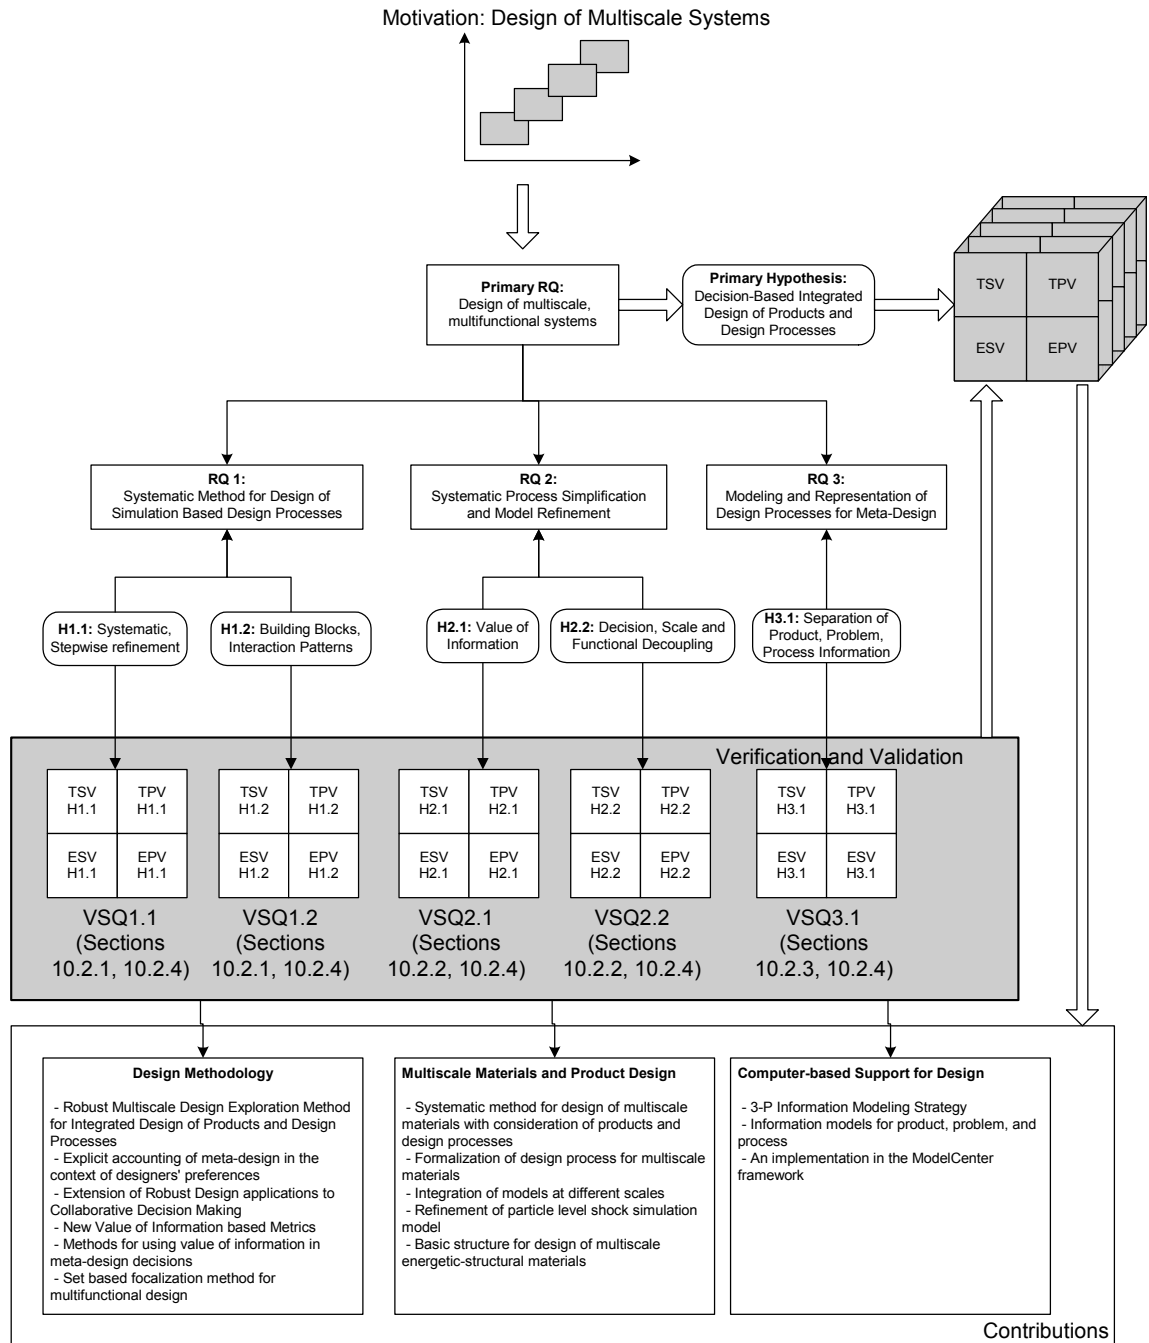 Motivation: Design of Multiscale Systems
Primary RQ:
Design of multiscale,
multifunctional systems
Primary Hypothesis:
Decision-Based Integrated
Design of Products and
Design Processes
TSV
TPV
ESV
EPV
RQ 1:
Systematic Method for Design of
Simulation Based Design Processes
RQ 2:
Systematic Process Simplification
and Model Refinement
RQ 3:
Modeling and Representation of
Design Processes for Meta-Design
H1.1: Systematic,
Stepwise refinement
H1.2: Building Blocks,
Interaction Patterns
H2.1: Value of
Information
H2.2: Decision, Scale and
Functional Decoupling
H3.1: Separation of
Product, Problem,
Process Information
Verification and Validation
TSV
H1.1
TPV
H1.1
ESV
H1.1
EPV
H1.1
VSQ1.1
(Sections
10.2.1, 10.2.4)
TSV
H1.2
TPV
H1.2
ESV
H1.2
EPV
H1.2
VSQ1.2
(Sections
10.2.1, 10.2.4)
TSV
H2.1
TPV
H2.1
ESV
H2.1
EPV
H2.1
VSQ2.1
(Sections
10.2.2, 10.2.4)
TSV
H2.2
TPV
H2.2
ESV
H2.2
EPV
H2.2
VSQ2.2
(Sections
10.2.2, 10.2.4)
TSV
H3.1
TPV
H3.1
ESV
H3.1
ESV
H3.1
VSQ3.1
(Sections
10.2.3, 10.2.4)
Design Methodology
- Robust Multiscale Design Exploration Method
for Integrated Design of Products and Design
Processes
- Explicit accounting of meta-design in the
context of designers' preferences
- Extension of Robust Design applications to
Collaborative Decision Making
- New Value of Information based Metrics
- Methods for using value of information in
meta-design decisions
- Set based focalization method for
multifunctional design
Multiscale Materials and Product Design
- Systematic method for design of multiscale
materials with consideration of products and
design processes
- Formalization of design process for multiscale
materials
- Integration of models at different scales
- Refinement of particle level shock simulation
model
- Basic structure for design of multiscale
energetic-structural materials
Computer-based Support for Design
- 3-P Information Modeling Strategy
- Information models for product, problem, and
process
- An implementation in the ModelCenter
framework
Contributions